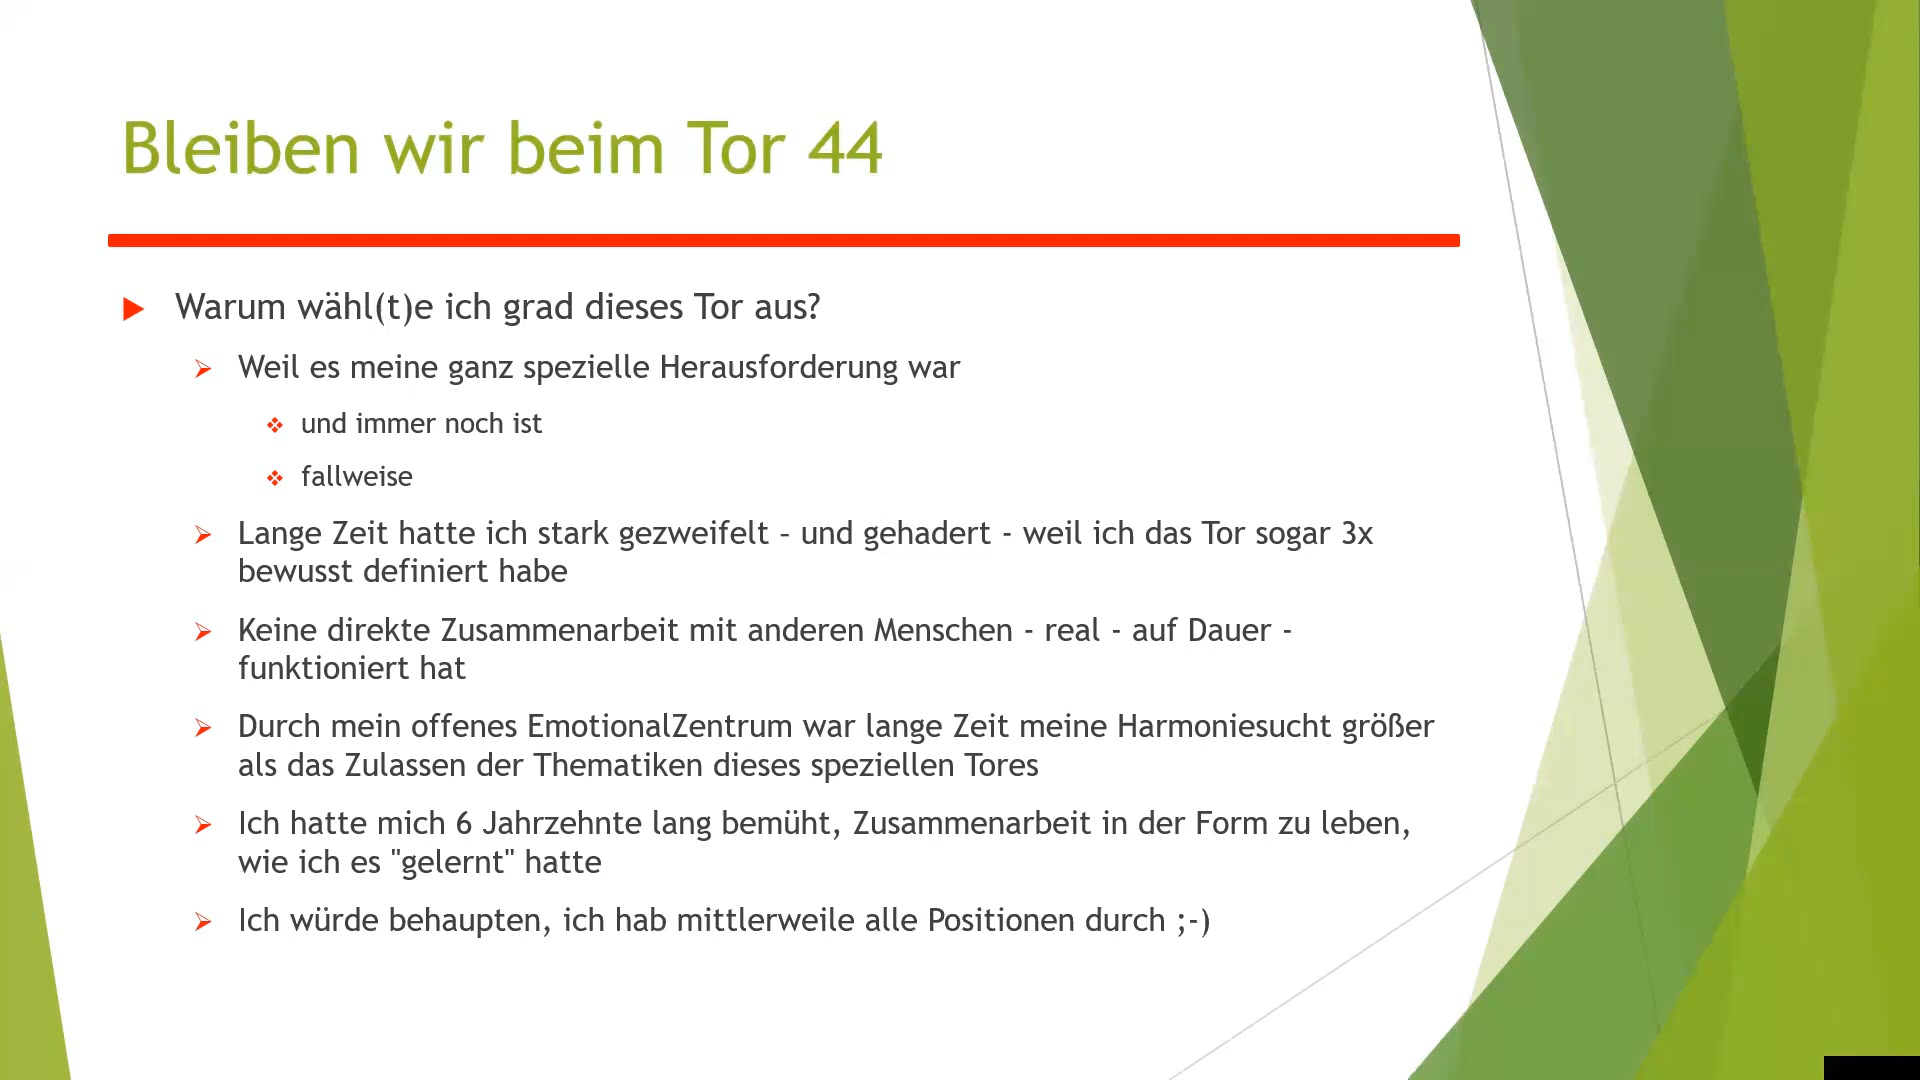 Bleiben wir beim Tor 44
Warum wähl(t)e ich grad dieses Tor aus?
Weil es meine ganz spezielle Herausforderung war
und immer noch ist
fallweise
Lange Zeit hatte ich stark gezweifelt – und gehadert - weil ich das Tor sogar 3x
bewusst definiert habe
Keine direkte Zusammenarbeit mit anderen Menschen - real - auf Dauer -
funktioniert hat
Durch mein offenes EmotionalZentrum war lange Zeit meine Harmoniesucht größer
als das Zulassen der Thematiken dieses speziellen Tores
Ich hatte mich 6 Jahrzehnte lang bemüht, Zusammenarbeit in der Form zu leben,
wie ich es "gelernt" hatte
Ich würde behaupten, ich hab mittlerweile alle Positionen durch ;-)